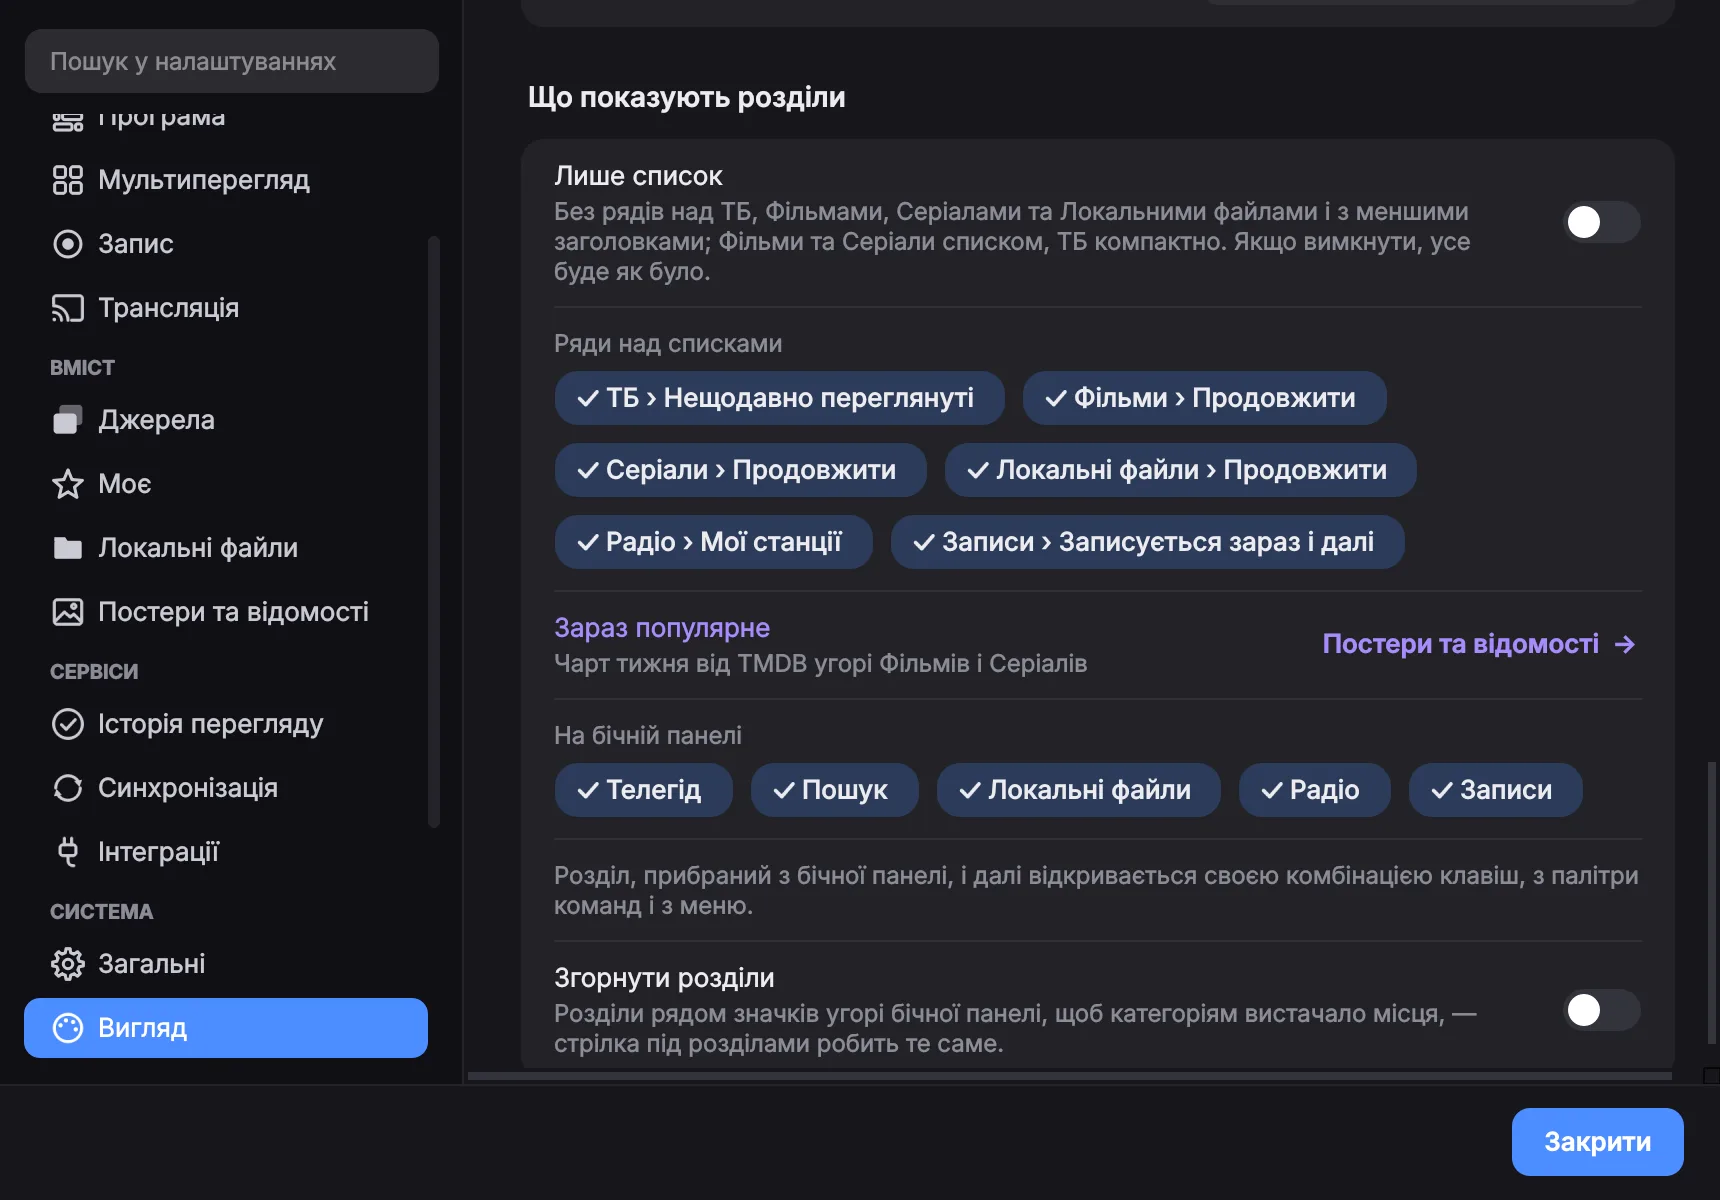 Пошук у налаштуваннях
Програма
Мультиперегляд
Запис
Трансляція
ВМІСТ
Джерела
Моє
Локальні файли
Постери та відомості
СЕРВІСИ
Історія перегляду
Синхронізація
Інтеграції
СИСТЕМА
Загальні
Вигляд
Що показують розділи
Лише список
Без рядів над ТБ, Фільмами, Серіалами та Локальними файлами і з меншими
заголовками; Фільми та Серіали списком, ТБ компактно. Якщо вимкнути, усе
буде як було.
Ряди над списками
ТБ › Нещодавно переглянуті
Фільми › Продовжити
Серіали › Продовжити
Локальні файли › Продовжити
Радіо › Мої станції
Записи › Записується зараз і далі
Зараз популярне
Чарт тижня від TMDB угорі Фільмів і Серіалів
Постери та відомості →
На бічній панелі
Телегід
Пошук
Локальні файли
Радіо
Записи
Розділ, прибраний з бічної панелі, і далі відкривається своєю комбінацією клавіш, з палітри
команд і з меню.
Згорнути розділи
Розділи рядом значків угорі бічної панелі, щоб категоріям вистачало місця, —
стрілка під розділами робить те саме.
Закрити